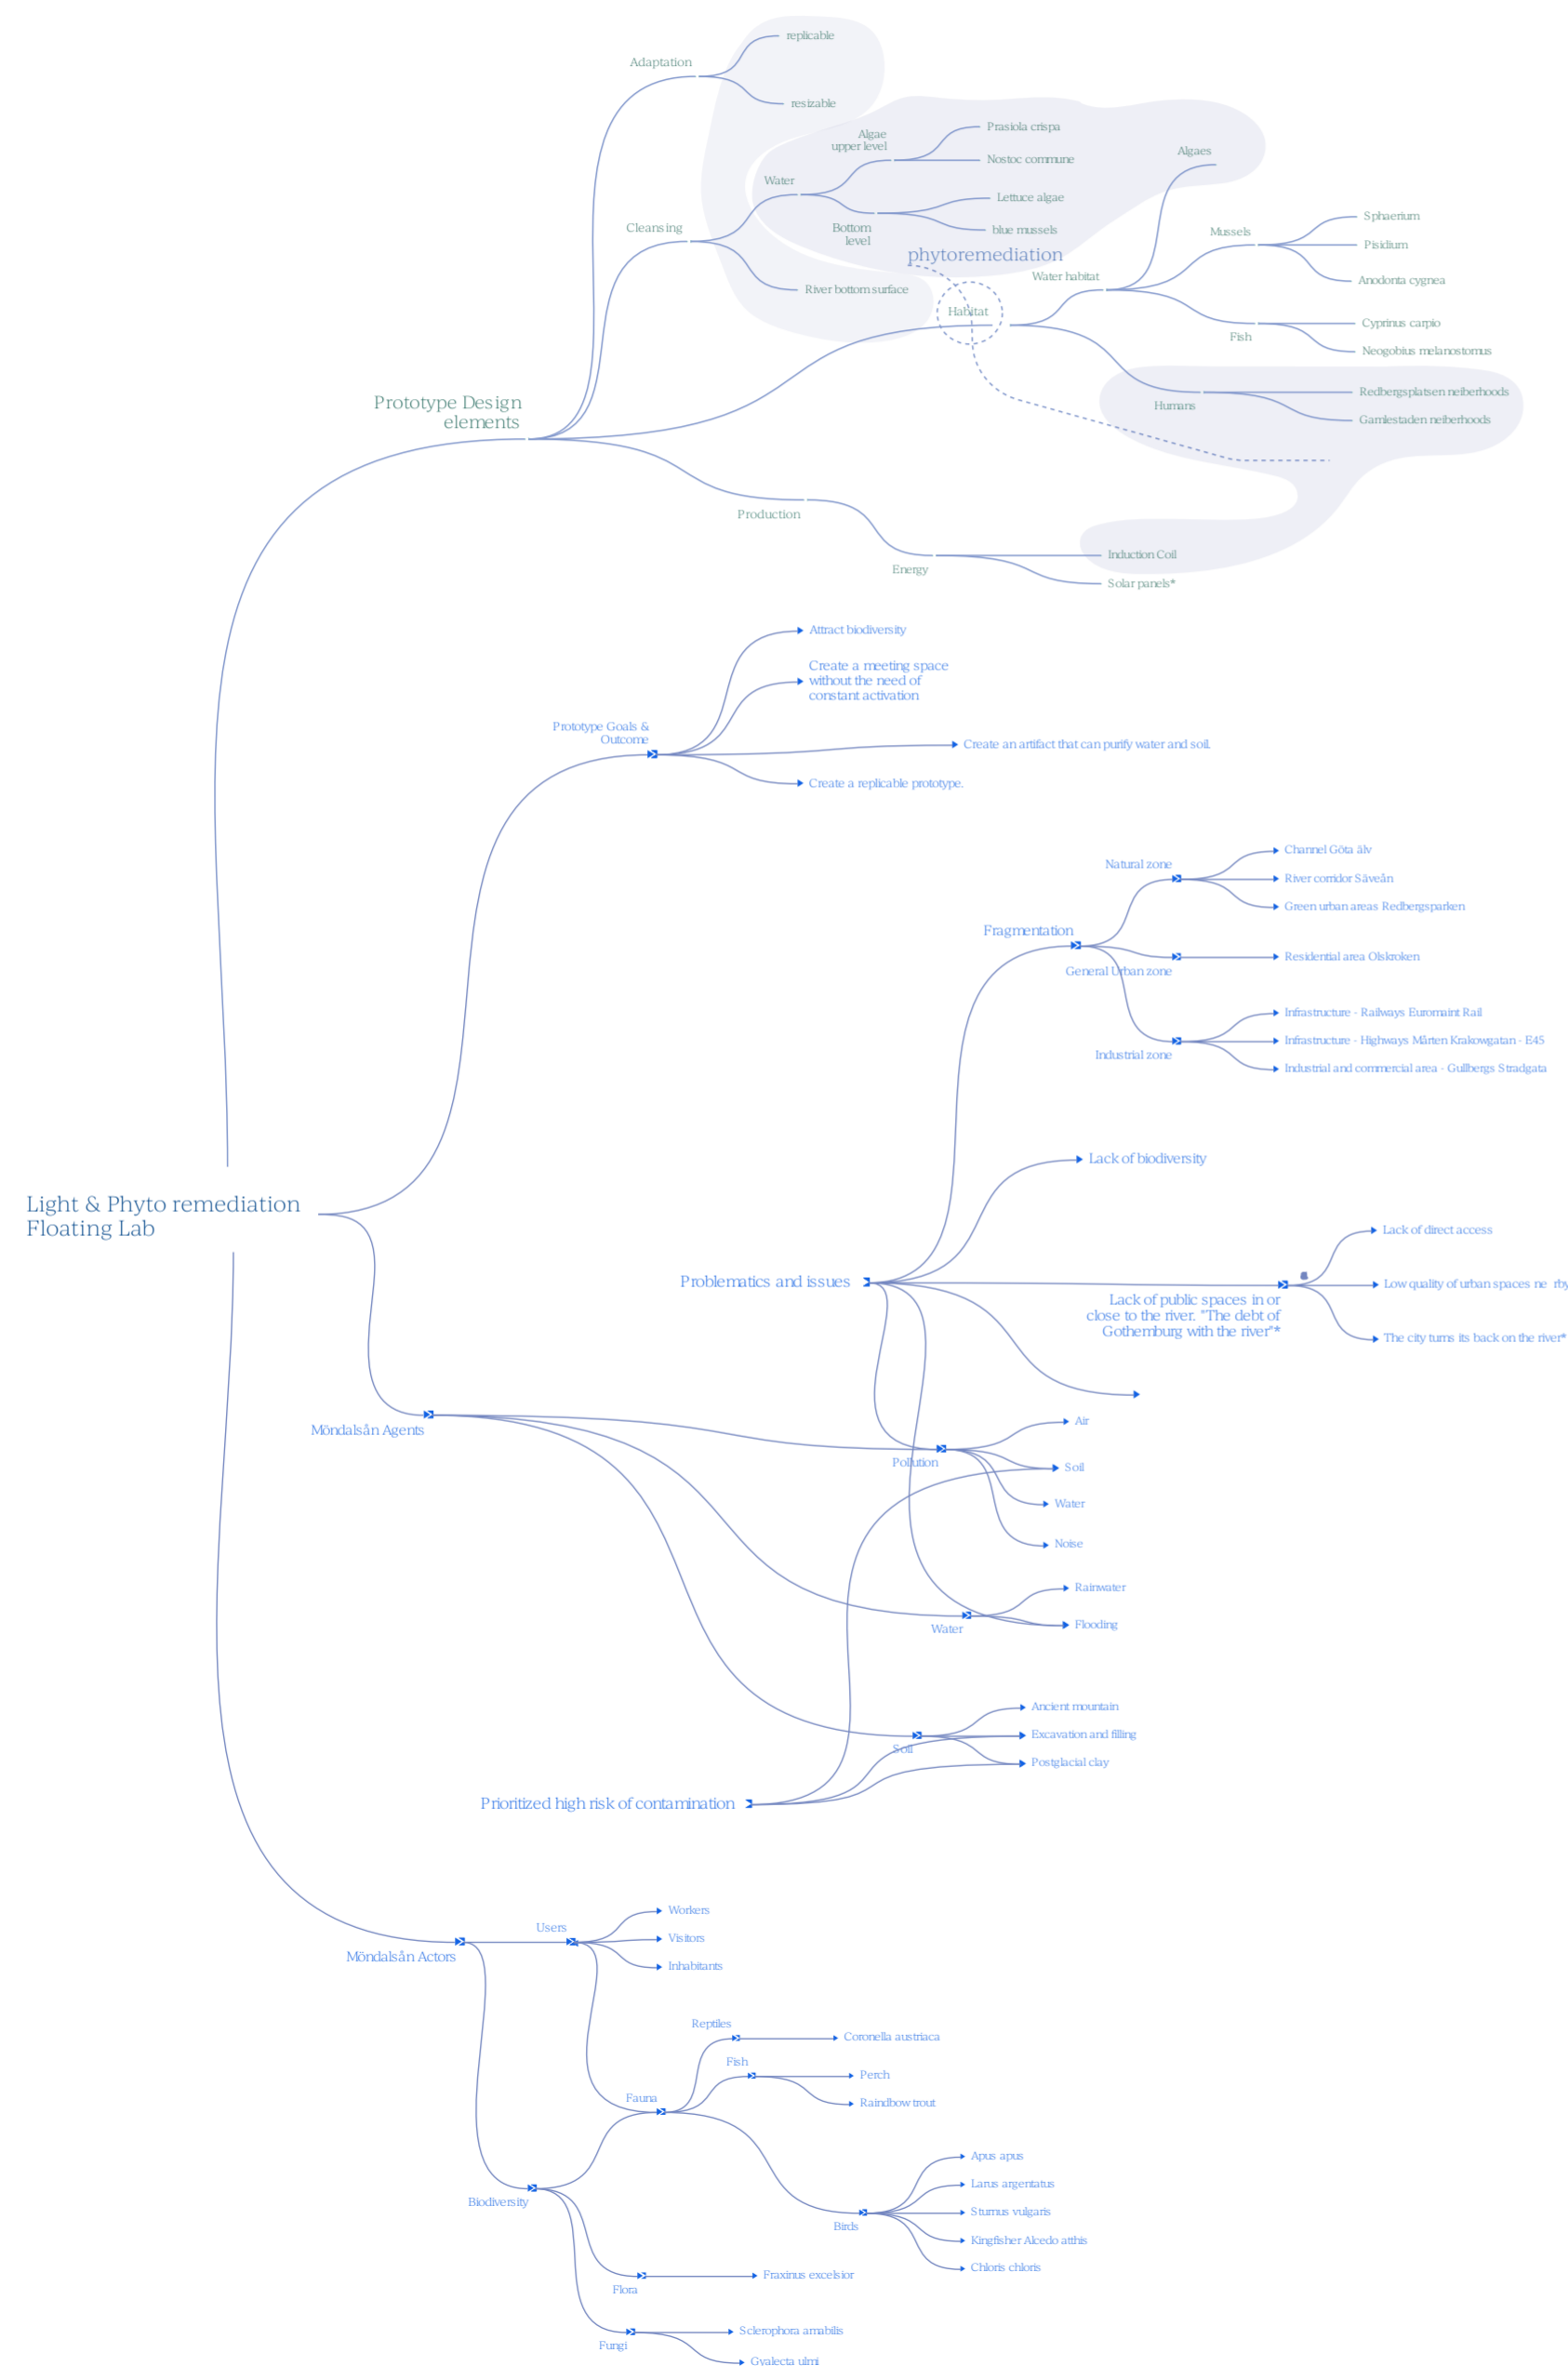 replicable
Adaptation
resizable
Prasiola crispa
Algae
upper level
Nostoc commune
Algaes
Water
Lettuce algae
Sphaerium
Cleansing
Bottom
level
blue mussels
Mussels
Pisidium
phytoremediation
Water habitat
Anodonta cygnea
River bottom surface
Habitat
Cyprinus carpio
Fish
Neogobius melanostomus
Redbergsplatsen neiberhoods
Humans
Gamlestaden neiberhoods
Prototype Design
elements
Production
Induction Coil
Energy
Solar panels*
Attract biodiversity
Create a meeting space
without the need of
constant activation
Prototype Goals &
Outcome
Create an artifact that can purify water and soil.
Create a replicable prototype.
Channel Göta älv
Natural zone
River corridor Säveån
Green urban areas Redbergsparken
Fragmentation
Residential area Olskroken
General Urban zone
Infrastructure - Railways Euromaint Rail
Infrastructure - Highways Mårten Krakowgatan - E45
Industrial zone
Industrial and commercial area - Gullbergs Stradgata
Lack of biodiversity
Light & Phyto remediation
Floating Lab
Lack of direct access
Problematics and issues
Low quality of urban spaces ne rby
Lack of public spaces in or
close to the river. "The debt of
Gothemburg with the river"*
The city turns its back on the river*
Möndalsån Agents
Air
Pollution
Soil
Water
Noise
Rainwater
Water
Flooding
Ancient mountain
Excavation and filling
Soil
Postglacial clay
Prioritized high risk of contamination
Workers
Users
Visitors
Möndalsån Actors
Inhabitants
Reptiles
Coronella austriaca
Fish
Perch
Fauna
Raindbow trout
Apus apus
Larus argentatus
Biodiversity
Sturnus vulgaris
Birds
Kingfisher Alcedo atthis
Chloris chloris
Fraxinus excelsior
Flora
Sclerophora amabilis
Fungi
Gyalecta ulmi